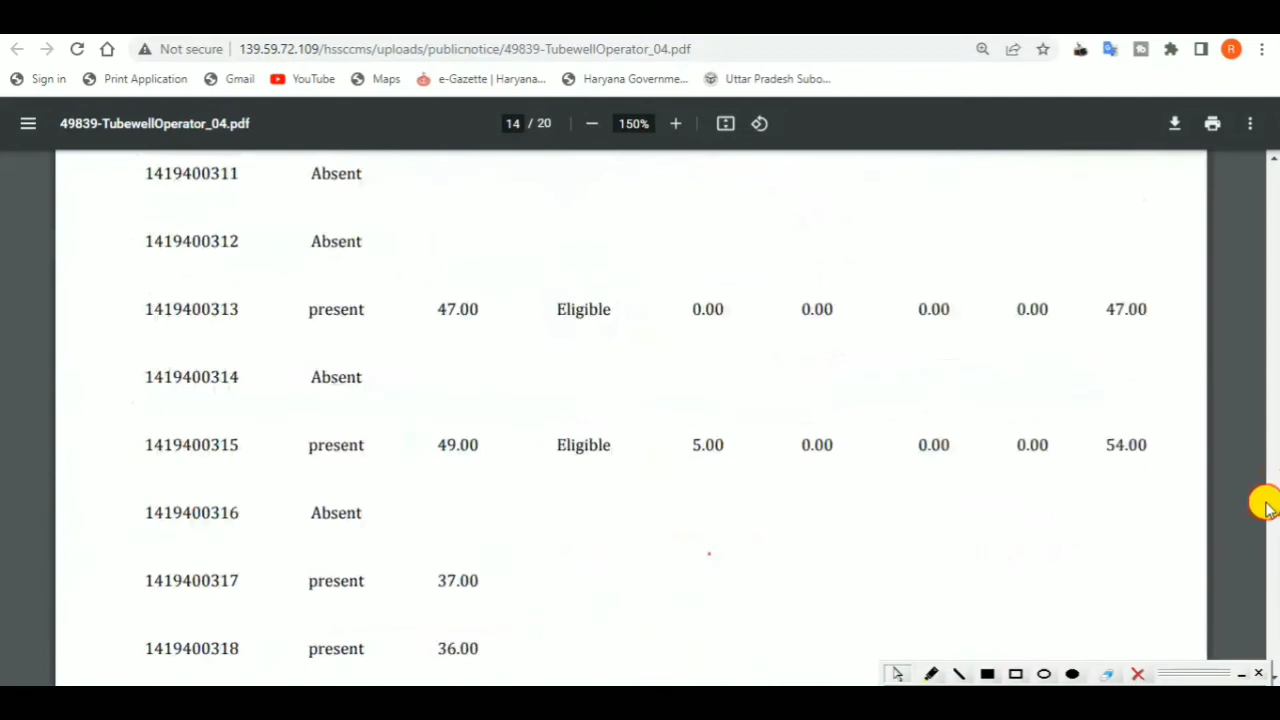 Not secure 139.59.72.109/hssccms/uploads/publicnotice/49839-TubewellOperator_04.pdf R
Sign in Print Application Gmail YouTube Maps e-Gazette | Haryana... Haryana Governme... Uttar Pradesh Subo...
49839-TubewellOperator_04.pdf 14 / 20 150%
1419400311 Absent
1419400312 Absent
1419400313 present 47.00 Eligible 0.00 0.00 0.00 0.00 47.00
1419400314 Absent
1419400315 present 49.00 Eligible 5.00 0.00 0.00 0.00 54.00
1419400316 Absent
1419400317 present 37.00
1419400318 present 36.00